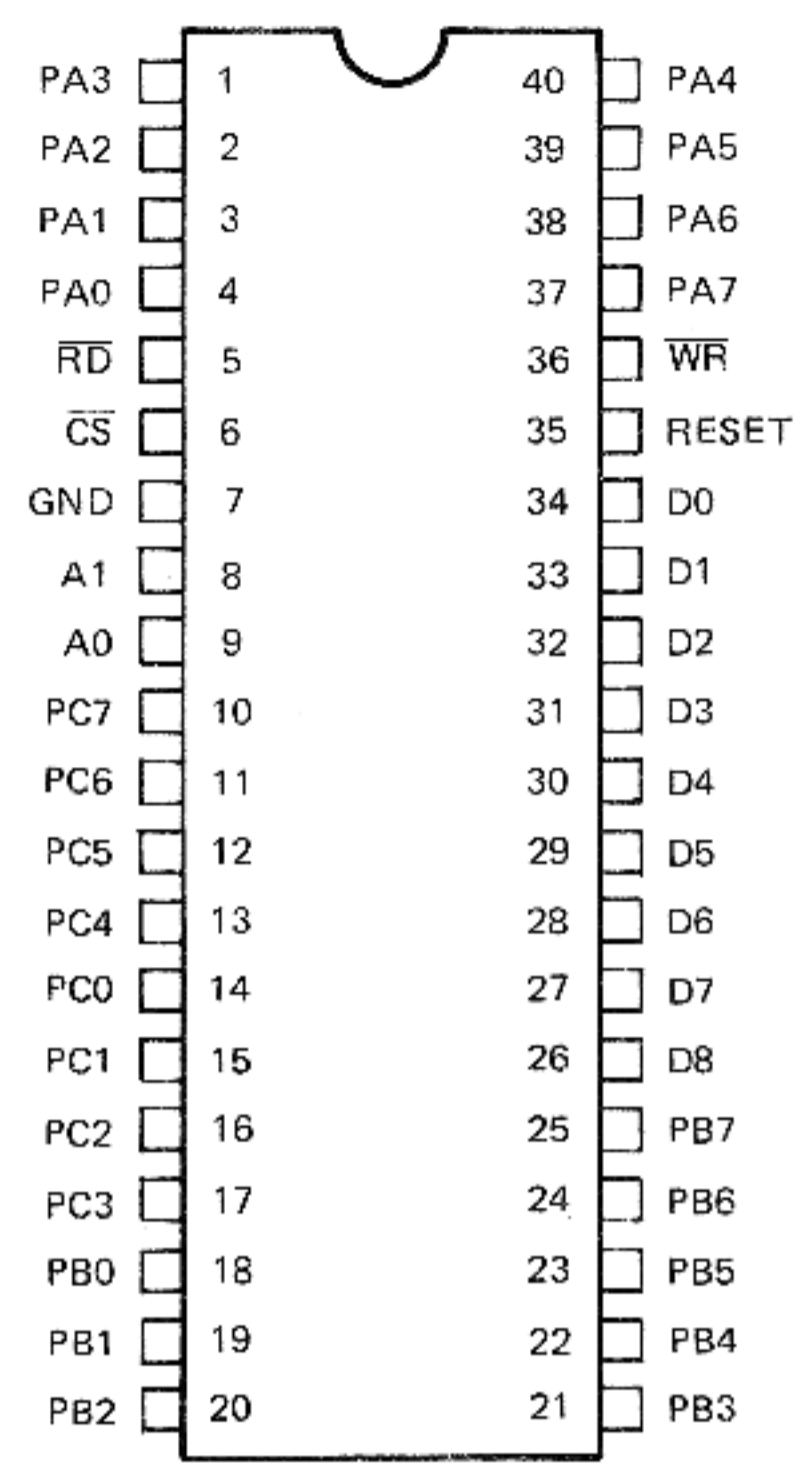 PA3 1 40 PA4
PA2 2 39 PA5
PA1 3 38 PA6
PA0 4 37 PA7
R̅D̅ 5 36 W̅R̅
C̅S̅ 6 35 RESET
GND 7 34 D0
A1 8 33 D1
A0 9 32 D2
PC7 10 31 D3
PC6 11 30 D4
PC5 12 29 D5
PC4 13 28 D6
PC0 14 27 D7
PC1 15 26 D8
PC2 16 25 PB7
PC3 17 24 PB6
PB0 18 23 PB5
PB1 19 22 PB4
PB2 20 21 PB3